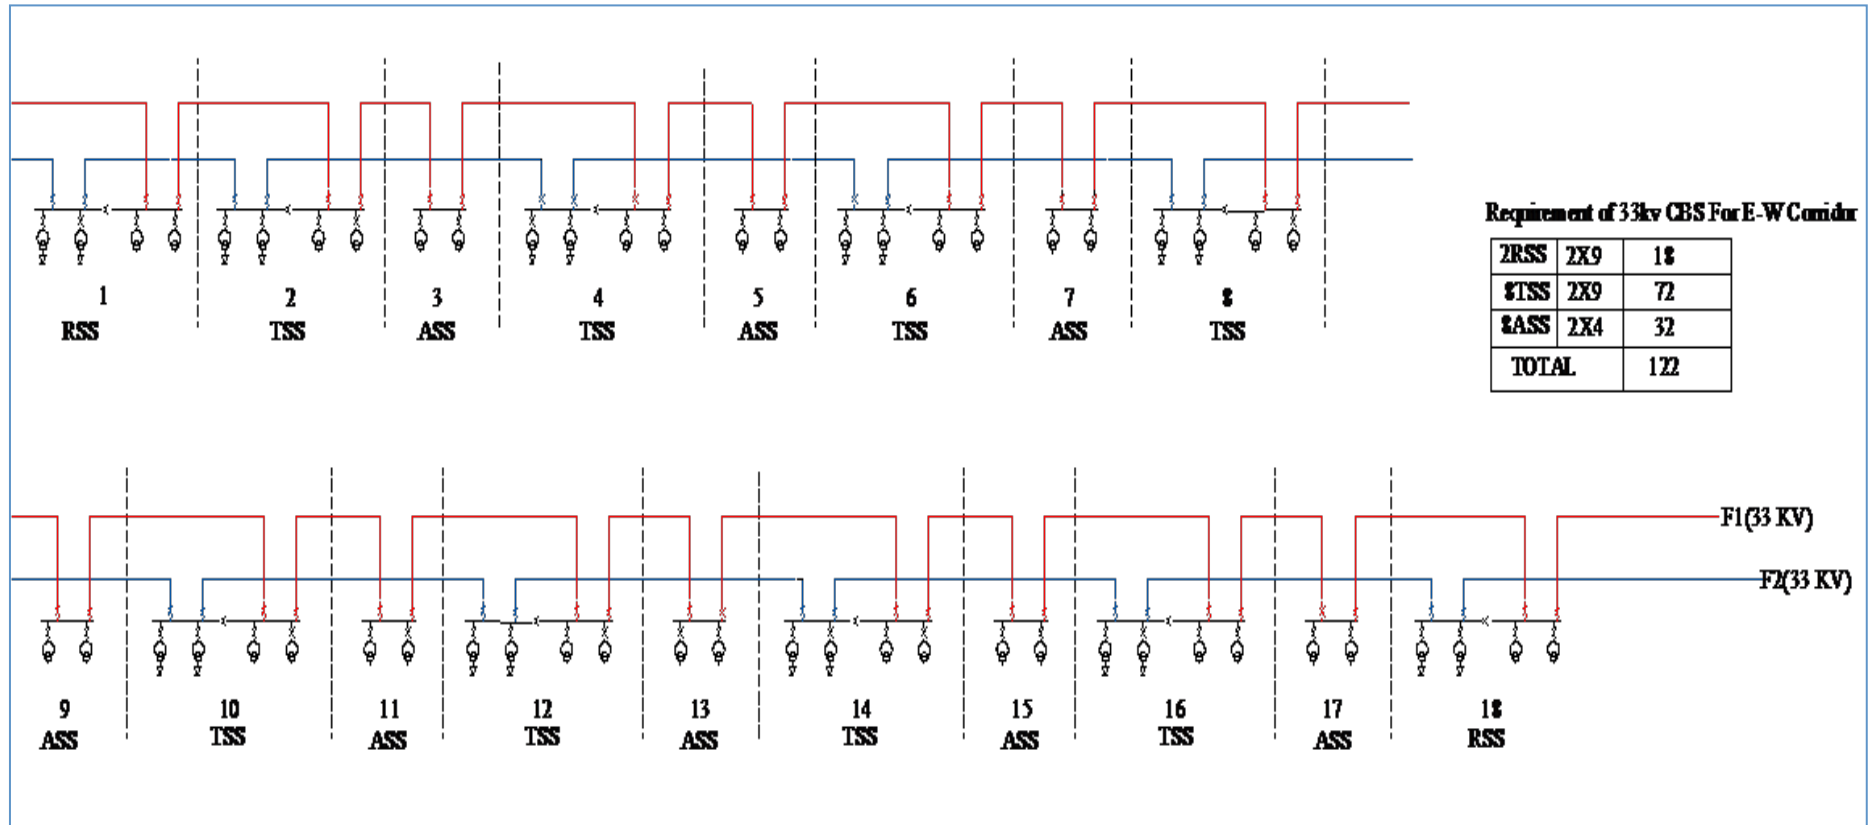 Requirement of 33kv CBS For E-W Corridor
2RSS 2X9 18
8TSS 2X9 72
8ASS 2X4 32
TOTAL 122
1 2 3 4 5 6 7 8
RSS TSS ASS TSS ASS TSS ASS TSS
F1(33 KV)
F2(33 KV)
9 10 11 12 13 14 15 16 17 18
ASS TSS ASS TSS ASS TSS ASS TSS ASS RSS